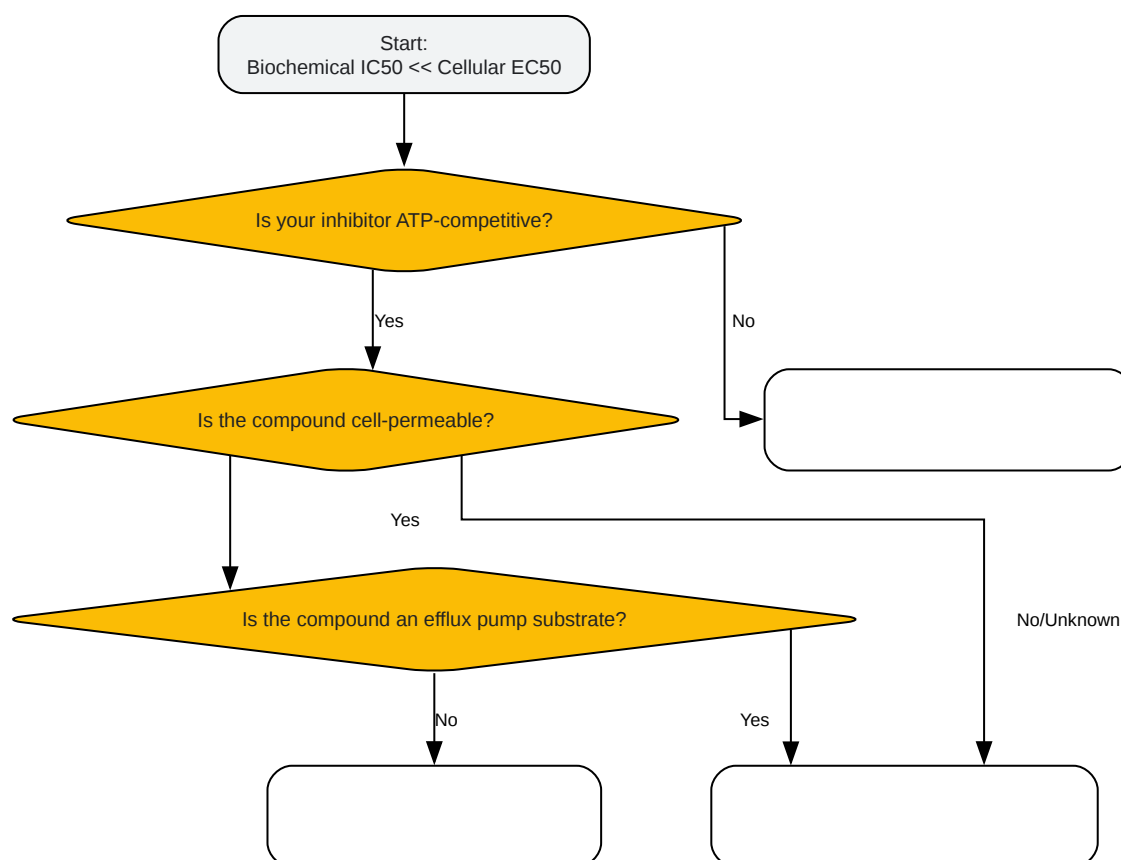 Start:
Biochemical IC50 << Cellular EC50
Is your inhibitor ATP-competitive?
Yes
No
Is the compound cell-permeable?
Yes
Is the compound an efflux pump substrate?
No/Unknown
No
Yes